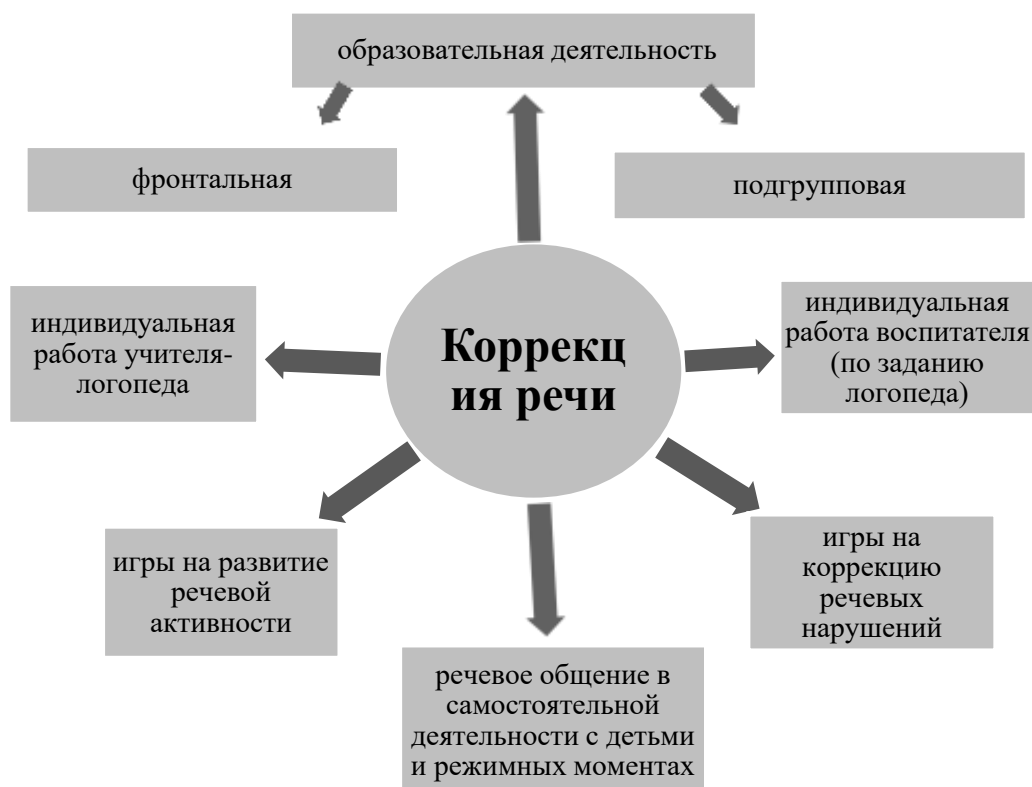 образовательная деятельность
фронтальная
подгрупповая
индивидуальная
работа учителя-
логопеда
Коррекц
ия речи
индивидуальная
работа воспитателя
(по заданию
логопеда)
игры на развитие
речевой
активности
игры на
коррекцию
речевых
нарушений
речевое общение в
самостоятельной
деятельности с детьми
и режимных моментах